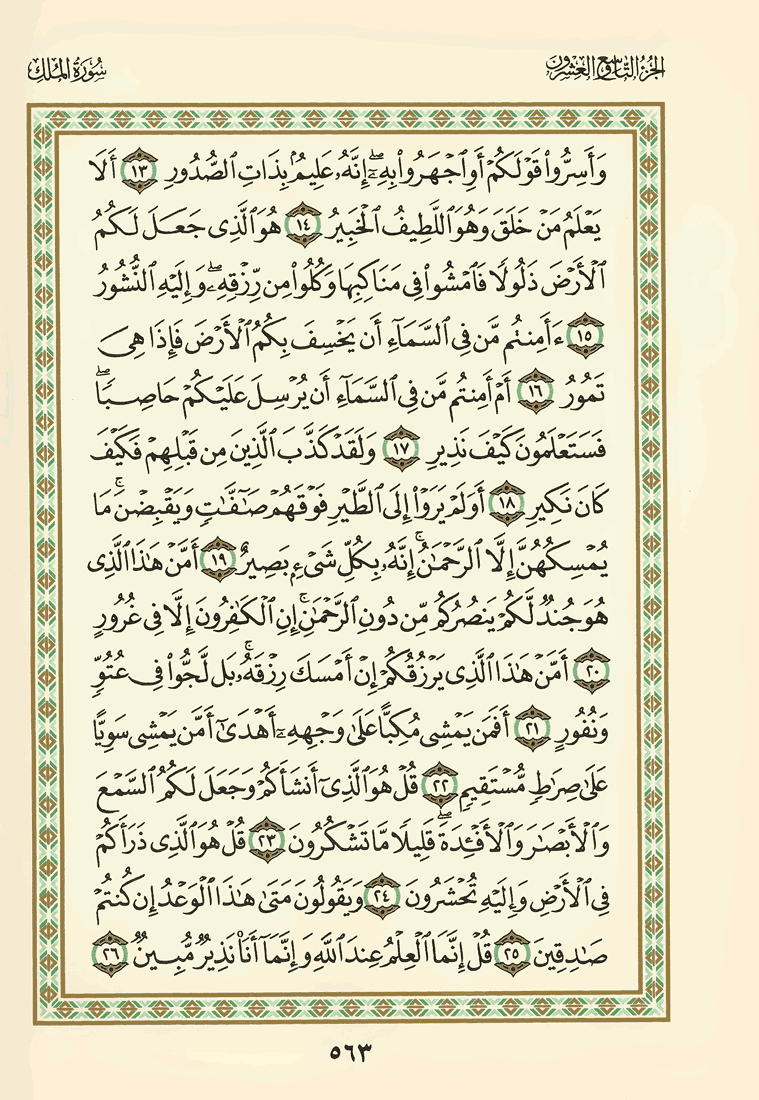 الجزء التاسع والعشرون
سورة الملك
وَأَسِرُّوا۟ قَوْلَكُمْ أَوِ ٱجْهَرُوا۟ بِهِۦٓ ۖ إِنَّهُۥ عَلِيمٌۢ بِذَاتِ ٱلصُّدُورِ ١٣ أَلَا
يَعْلَمُ مَنْ خَلَقَ وَهُوَ ٱللَّطِيفُ ٱلْخَبِيرُ ١٤ هُوَ ٱلَّذِى جَعَلَ لَكُمُ
ٱلْأَرْضَ ذَلُولًا فَٱمْشُوا۟ فِى مَنَاكِبِهَا وَكُلُوا۟ مِن رِّزْقِهِۦ ۖ وَإِلَيْهِ ٱلنُّشُورُ
١٥ ءَأَمِنتُم مَّن فِى ٱلسَّمَآءِ أَن يَخْسِفَ بِكُمُ ٱلْأَرْضَ فَإِذَا هِىَ
تَمُورُ ١٦ أَمْ أَمِنتُم مَّن فِى ٱلسَّمَآءِ أَن يُرْسِلَ عَلَيْكُمْ حَاصِبًا ۖ
فَسَتَعْلَمُونَ كَيْفَ نَذِيرِ ١٧ وَلَقَدْ كَذَّبَ ٱلَّذِينَ مِن قَبْلِهِمْ فَكَيْفَ
كَانَ نَكِيرِ ١٨ أَوَلَمْ يَرَوْا۟ إِلَى ٱلطَّيْرِ فَوْقَهُمْ صَٰٓفَّٰتٍ وَيَقْبِضْنَ ۚ مَا
يُمْسِكُهُنَّ إِلَّا ٱلرَّحْمَٰنُ ۚ إِنَّهُۥ بِكُلِّ شَىْءٍۭ بَصِيرٌ ١٩ أَمَّنْ هَٰذَا ٱلَّذِى
هُوَ جُندٌ لَّكُمْ يَنصُرُكُم مِّن دُونِ ٱلرَّحْمَٰنِ ۚ إِنِ ٱلْكَٰفِرُونَ إِلَّا فِى غُرُورٍ
٢٠ أَمَّنْ هَٰذَا ٱلَّذِى يَرْزُقُكُمْ إِنْ أَمْسَكَ رِزْقَهُۥ ۚ بَل لَّجُّوا۟ فِى عُتُوٍّ
وَنُفُورٍ ٢١ أَفَمَن يَمْشِى مُكِبًّا عَلَىٰ وَجْهِهِۦٓ أَهْدَىٰٓ أَمَّن يَمْشِى سَوِيًّا
عَلَىٰ صِرَٰطٍ مُّسْتَقِيمٍ ٢٢ قُلْ هُوَ ٱلَّذِىٓ أَنشَأَكُمْ وَجَعَلَ لَكُمُ ٱلسَّمْعَ
وَٱلْأَبْصَٰرَ وَٱلْأَفْـِٔدَةَ ۖ قَلِيلًا مَّا تَشْكُرُونَ ٢٣ قُلْ هُوَ ٱلَّذِى ذَرَأَكُمْ
فِى ٱلْأَرْضِ وَإِلَيْهِ تُحْشَرُونَ ٢٤ وَيَقُولُونَ مَتَىٰ هَٰذَا ٱلْوَعْدُ إِن كُنتُمْ
صَٰدِقِينَ ٢٥ قُلْ إِنَّمَا ٱلْعِلْمُ عِندَ ٱللَّهِ وَإِنَّمَآ أَنَا۠ نَذِيرٌ مُّبِينٌ ٢٦
٥٦٣